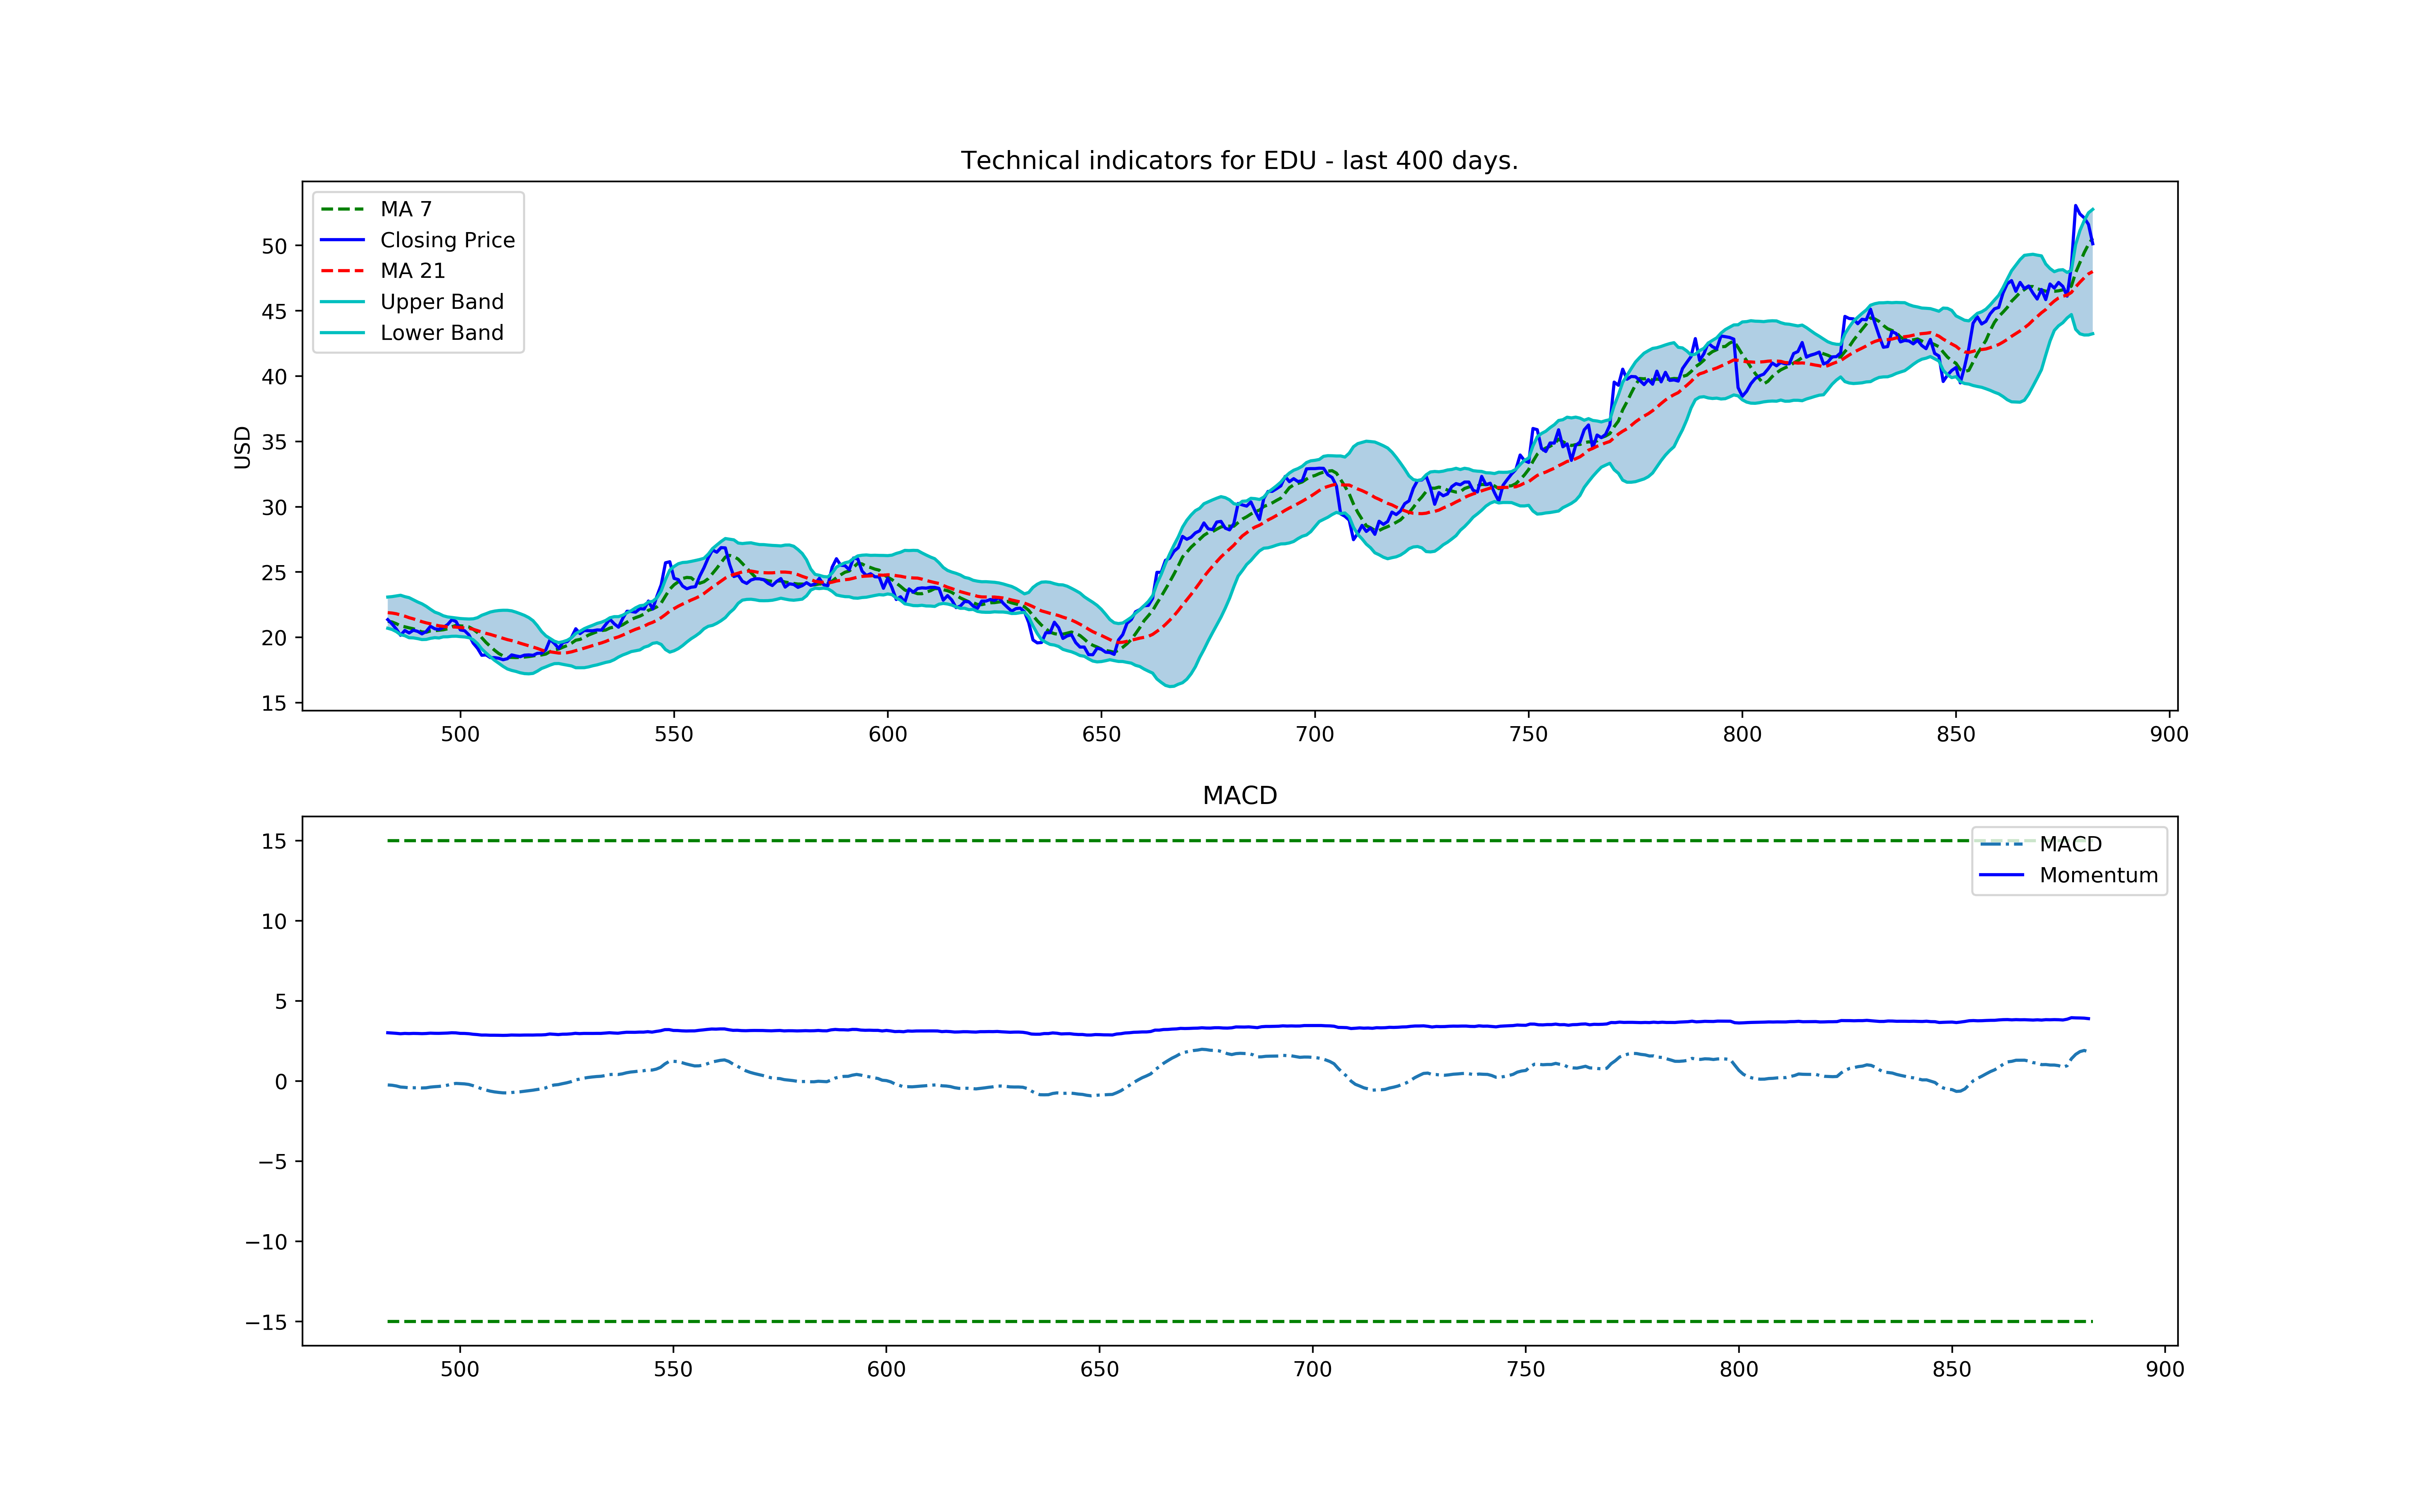 Technical indicators for EDU - last 400 days.
MA 7
Closing Price
MA 21
Upper Band
Lower Band
USD
50
45
40
35
30
25
20
15
500 550 600 650 700 750 800 850 900
MACD
MACD
Momentum
15
10
5
0
−5
−10
−15
500 550 600 650 700 750 800 850 900